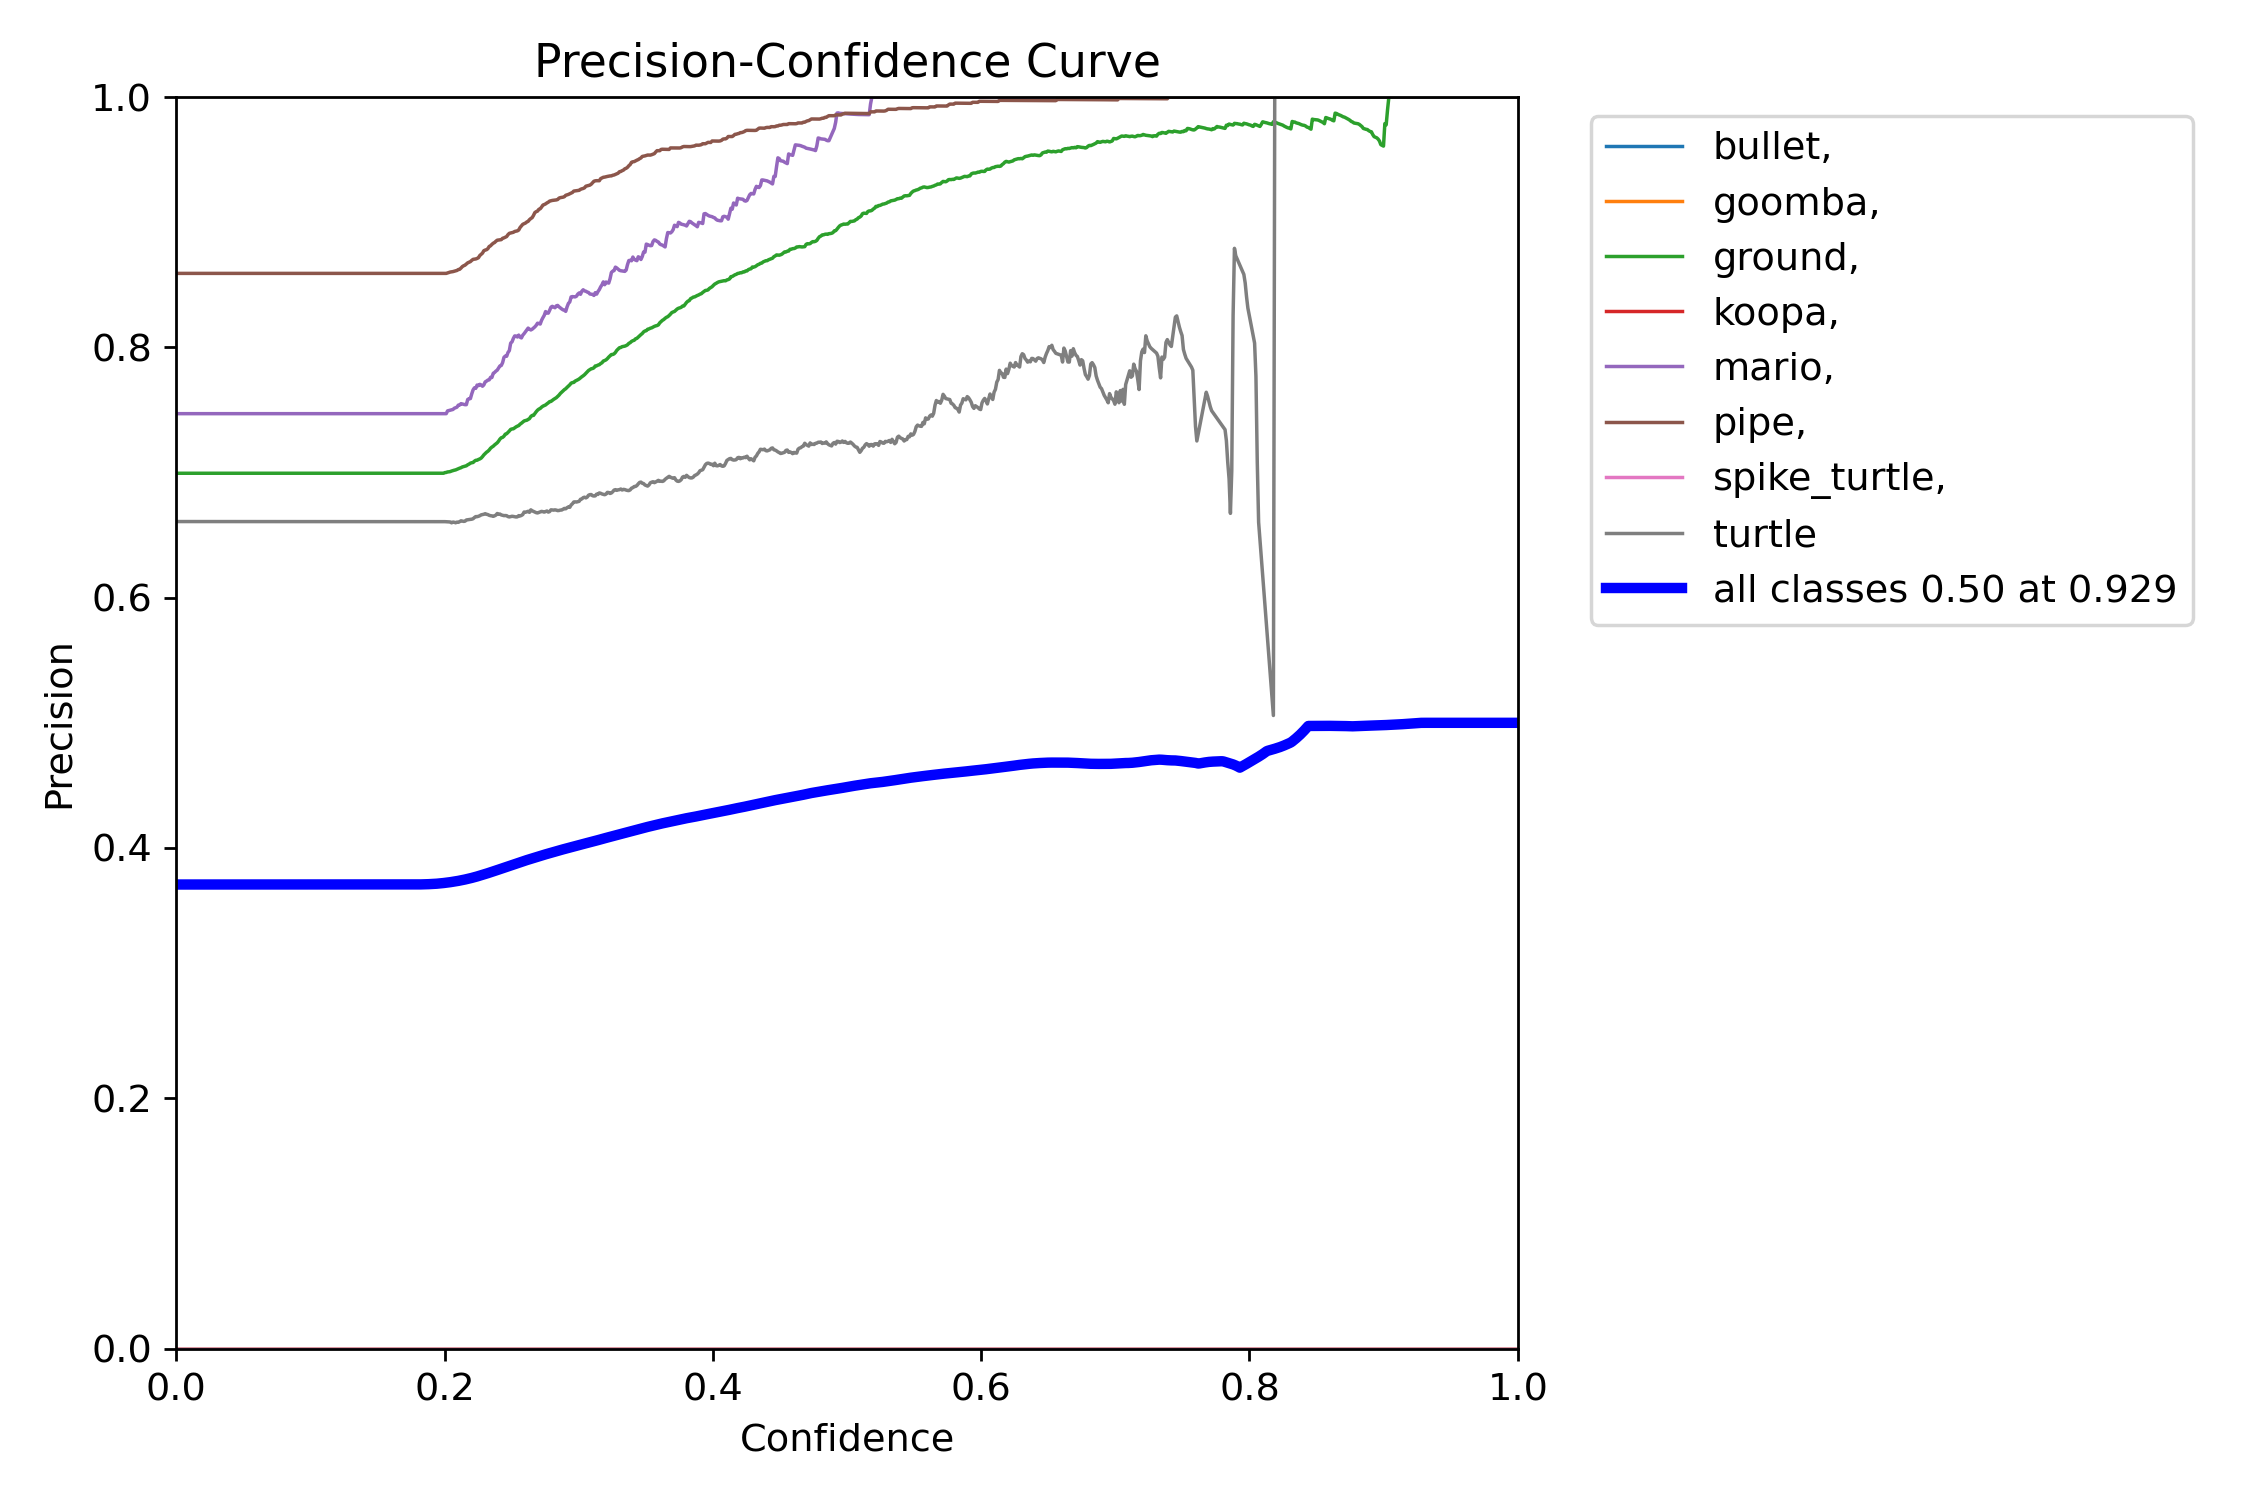 Precision-Confidence Curve
1.0
0.8
0.6
0.4
0.2
0.0
Precision
0.0 0.2 0.4 0.6 0.8 1.0
Confidence
bullet,
goomba,
ground,
koopa,
mario,
pipe,
spike_turtle,
turtle
all classes 0.50 at 0.929